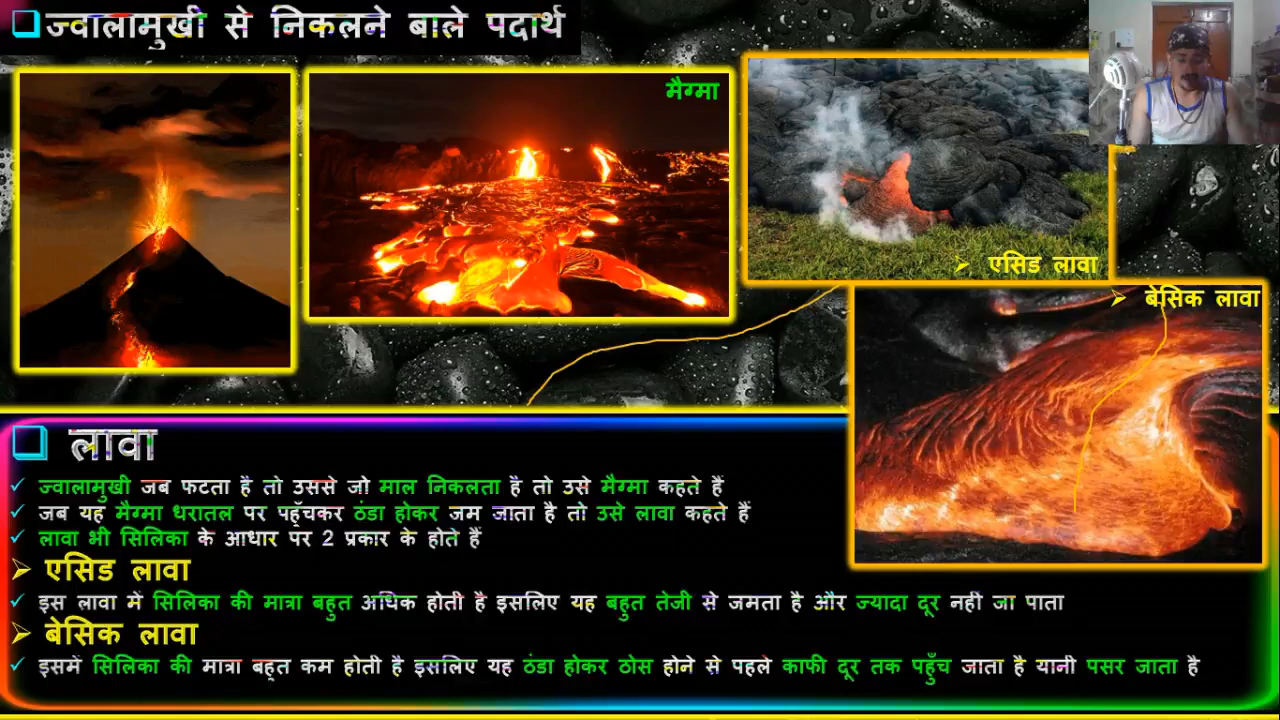 ज्वालामुखी से निकलने बाले पदार्थ
मैग्मा
एसिड लावा
बेसिक लावा
लावा
ज्वालामुखी जब फटता है तो उससे जो माल निकलता है तो उसे मैग्मा कहते हैं
जब यह मैग्मा धरातल पर पहुँचकर ठंडा होकर जम जाता है तो उसे लावा कहते हैं
लावा भी सिलिका के आधार पर 2 प्रकार के होते हैं
एसिड लावा
इस लावा में सिलिका की मात्रा बहुत अधिक होती है इसलिए यह बहुत तेजी से जमता है और ज्यादा दूर नहीं जा पाता
बेसिक लावा
इसमें सिलिका की मात्रा बहुत कम होती है इसलिए यह ठंडा होकर ठोस होने से पहले काफी दूर तक पहुँच जाता है यानी पसर जाता है